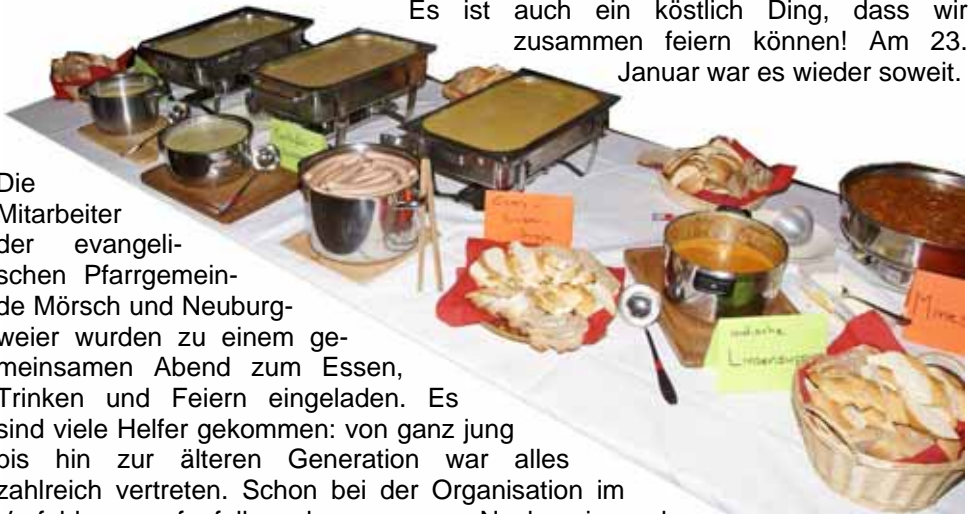 Es ist auch ein köstlich Ding, dass wir
zusammen feiern können! Am 23.
Januar war es wieder soweit.
Die
Mitarbeiter
der evangeli-
schen Pfarrgemein-
de Mörsch und Neuburg-
weier wurden zu einem ge-
meinsamen Abend zum Essen,
Trinken und Feiern eingeladen. Es
sind viele Helfer gekommen: von ganz jung
bis hin zur älteren Generation war alles
zahlreich vertreten. Schon bei der Organisation im
indische
Linsensuppe